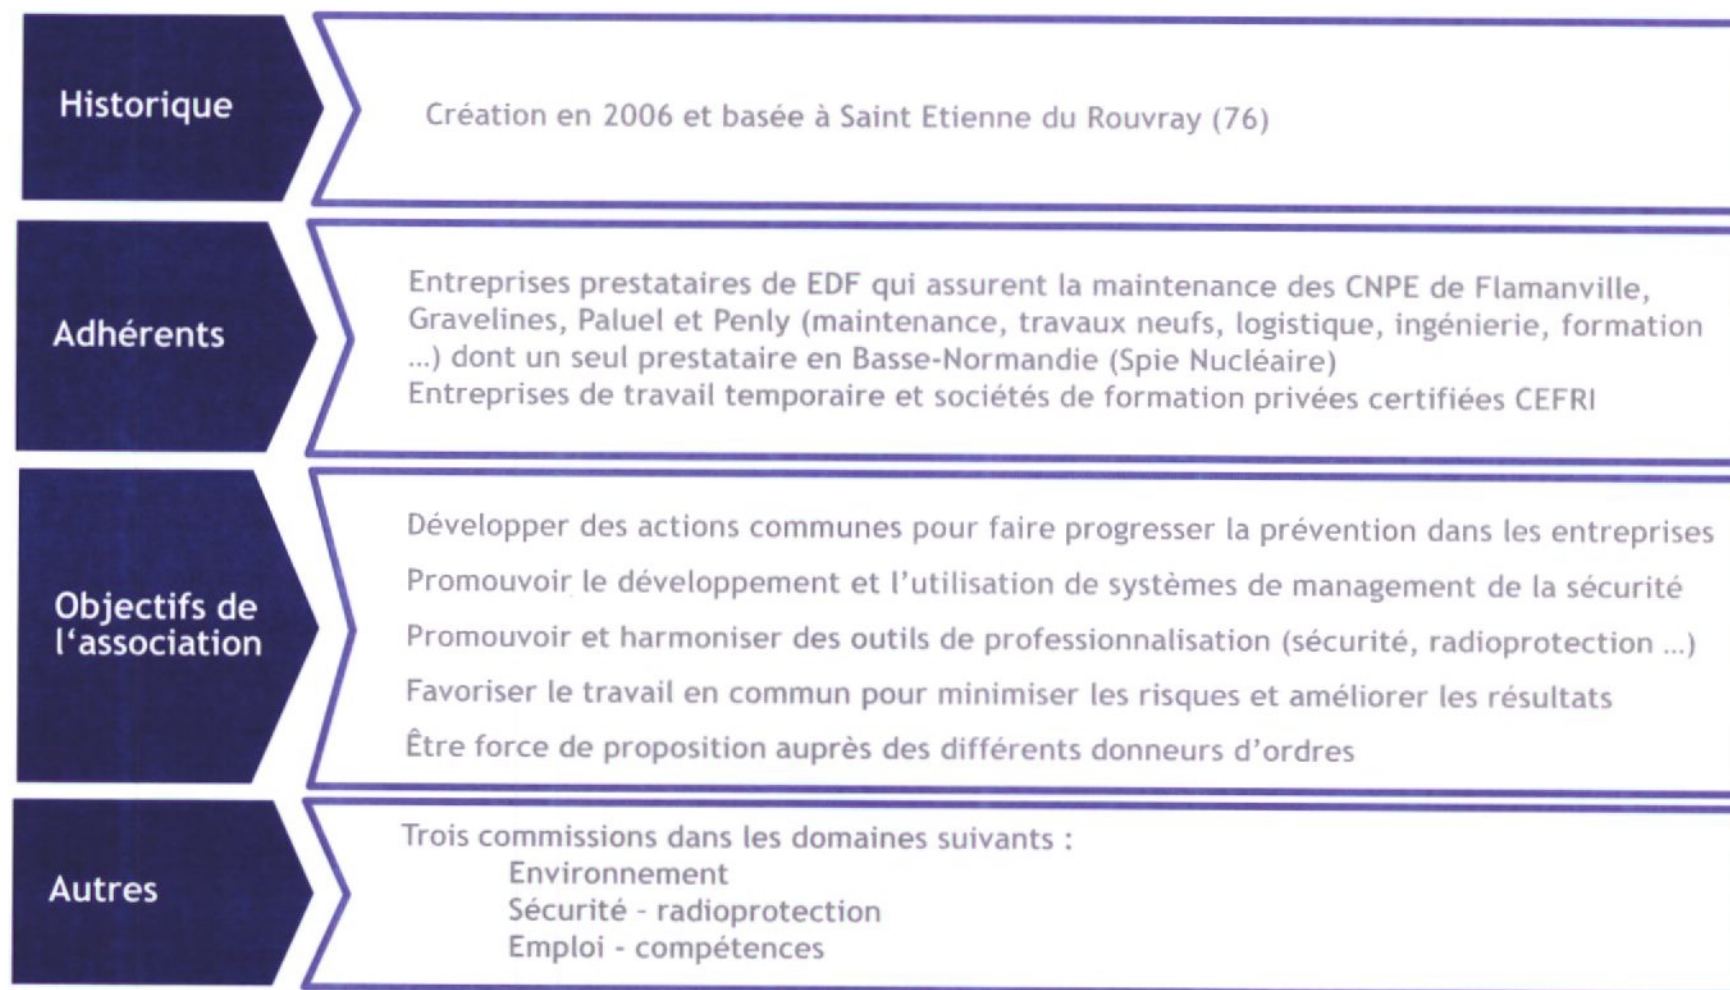 Historique
Création en 2006 et basée à Saint Etienne du Rouvray (76)
Adhérents
Entreprises prestataires de EDF qui assurent la maintenance des CNPE de Flamanville,
Gravelines, Paluel et Penly (maintenance, travaux neufs, logistique, ingénierie, formation
...) dont un seul prestataire en Basse-Normandie (Spie Nucléaire)
Entreprises de travail temporaire et sociétés de formation privées certifiées CEFRI
Objectifs de
l'association
Développer des actions communes pour faire progresser la prévention dans les entreprises
Promouvoir le développement et l'utilisation de systèmes de management de la sécurité
Promouvoir et harmoniser des outils de professionnalisation (sécurité, radioprotection ...)
Favoriser le travail en commun pour minimiser les risques et améliorer les résultats
Être force de proposition auprès des différents donneurs d'ordres
Autres
Trois commissions dans les domaines suivants :
Environnement
Sécurité - radioprotection
Emploi - compétences